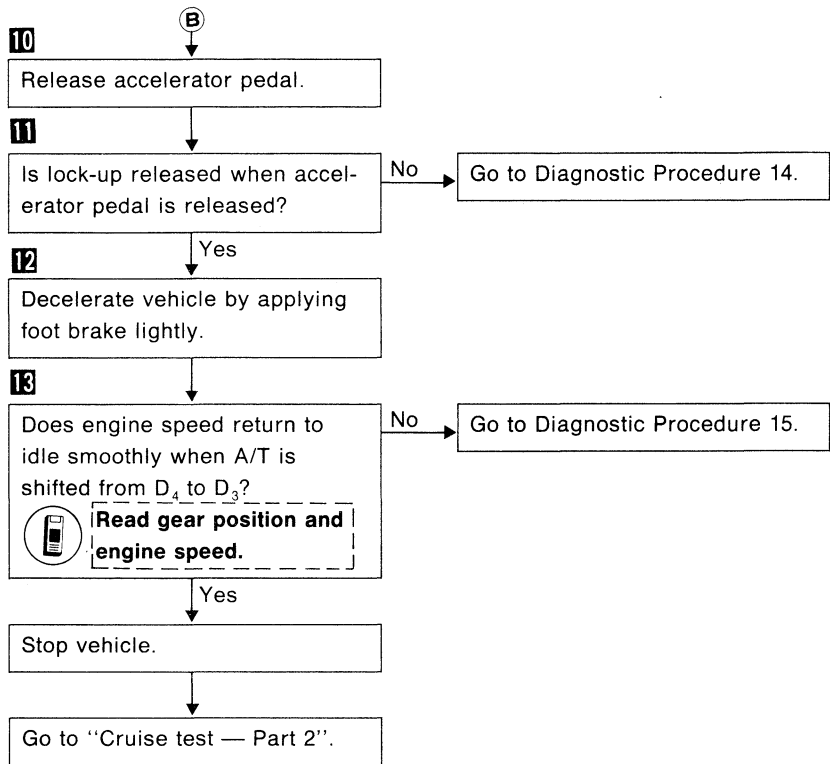 B
10
Release accelerator pedal.
11
Is lock-up released when accel-
erator pedal is released?
No
Go to Diagnostic Procedure 14.
Yes
12
Decelerate vehicle by applying
foot brake lightly.
13
Does engine speed return to
idle smoothly when A/T is
shifted from D₄ to D₃?
Read gear position and
engine speed.
No
Go to Diagnostic Procedure 15.
Yes
Stop vehicle.
Go to ‘‘Cruise test — Part 2’’.